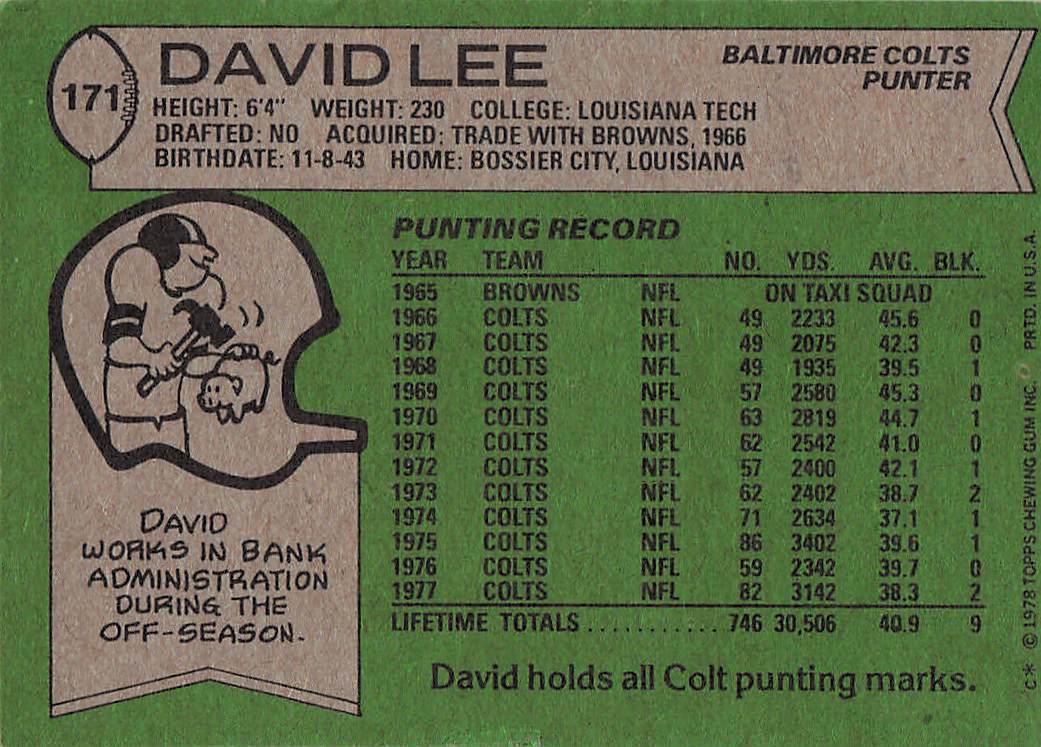 171
DAVID LEE
BALTIMORE COLTS
PUNTER
HEIGHT: 6'4" WEIGHT: 230 COLLEGE: LOUISIANA TECH
DRAFTED: NO ACQUIRED: TRADE WITH BROWNS, 1966
BIRTHDATE: 11-8-43 HOME: BOSSIER CITY, LOUISIANA
PUNTING RECORD
YEAR TEAM NO. YDS. AVG. BLK.
1965 BROWNS NFL ON TAXI SQUAD
1966 COLTS NFL 49 2233 45.6 0
1967 COLTS NFL 49 2075 42.3 0
1968 COLTS NFL 49 1935 39.5 1
1969 COLTS NFL 57 2580 45.3 0
1970 COLTS NFL 63 2819 44.7 1
1971 COLTS NFL 62 2542 41.0 0
1972 COLTS NFL 57 2400 42.1 1
1973 COLTS NFL 62 2402 38.7 2
1974 COLTS NFL 71 2634 37.1 1
1975 COLTS NFL 86 3402 39.6 1
1976 COLTS NFL 59 2342 39.7 0
1977 COLTS NFL 82 3142 38.3 2
LIFETIME TOTALS ............ 746 30,506 40.9 9
David holds all Colt punting marks.
DAVID
WORKS IN BANK
ADMINISTRATION
DURING THE
OFF-SEASON.
C* © 1978 TOPPS CHEWING GUM INC. PRTD. IN U.S.A.